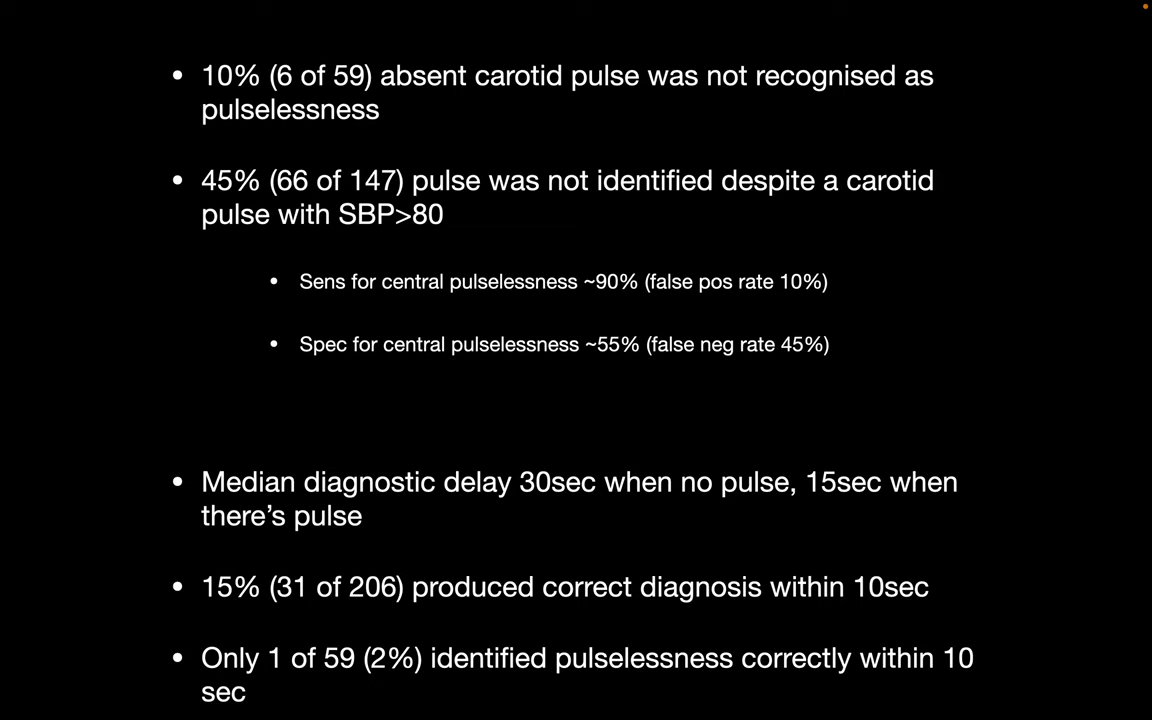 • 10% (6 of 59) absent carotid pulse was not recognised as
pulselessness
• 45% (66 of 147) pulse was not identified despite a carotid
pulse with SBP>80
• Sens for central pulselessness ~90% (false pos rate 10%)
• Spec for central pulselessness ~55% (false neg rate 45%)
• Median diagnostic delay 30sec when no pulse, 15sec when
there’s pulse
• 15% (31 of 206) produced correct diagnosis within 10sec
• Only 1 of 59 (2%) identified pulselessness correctly within 10
sec